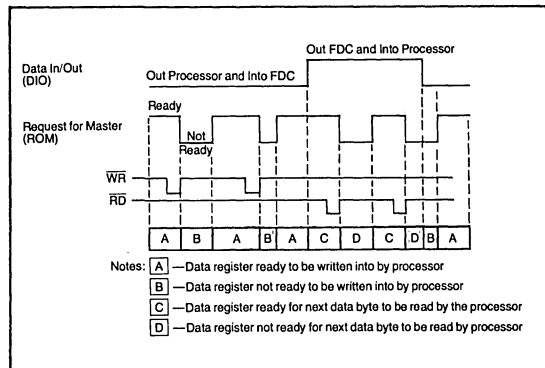 Out FDC and Into Processor
Data In/Out
(DIO)
Out Processor and Into FDC
Ready
Request for Master
(ROM)
Not
Ready
WR
RD
A B A B A C D C D B A
Notes: A —Data register ready to be written into by processor
B —Data register not ready to be written into by processor
C —Data register ready for next data byte to be read by the processor
D —Data register not ready for next data byte to be read by processor